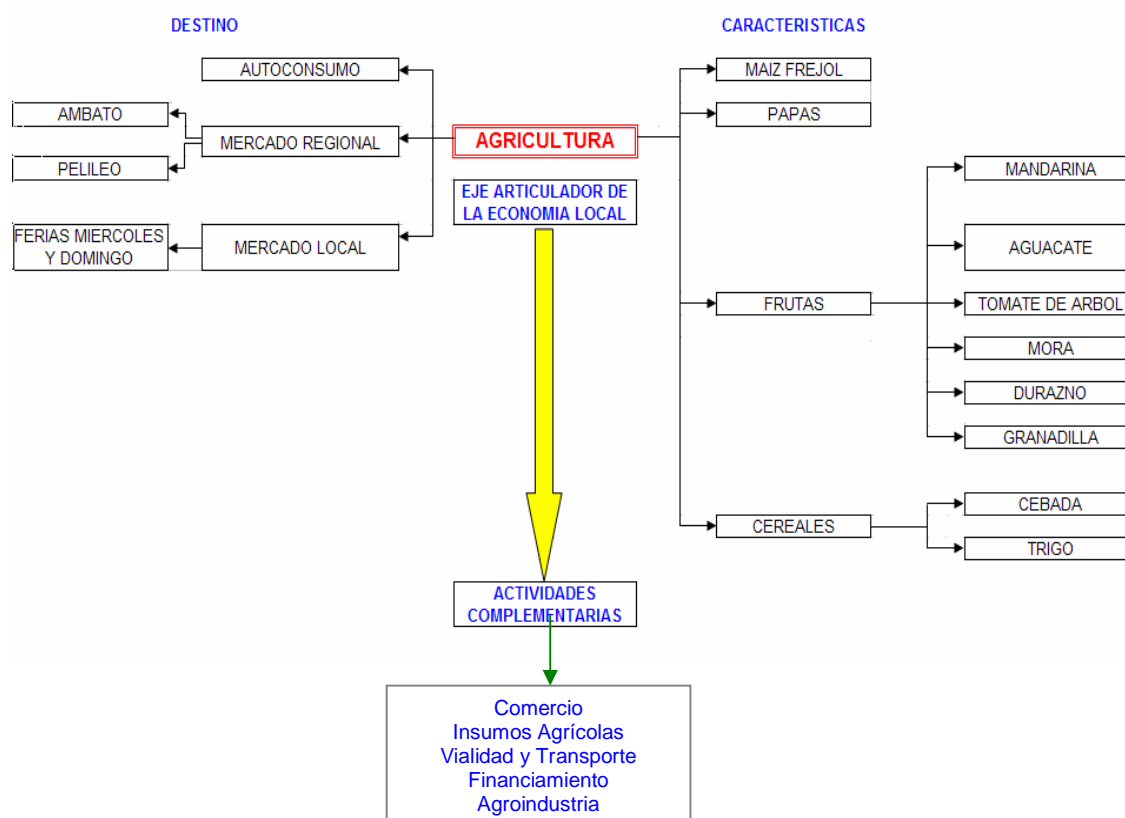 DESTINO
CARACTERISTICAS
AUTOCONSUMO
AMBATO
MERCADO REGIONAL
PELILEO
FERIAS MIERCOLES
Y DOMINGO
MERCADO LOCAL
AGRICULTURA
EJE ARTICULADOR DE
LA ECONOMIA LOCAL
MAIZ FREJOL
PAPAS
FRUTAS
MANDARINA
AGUACATE
TOMATE DE ARBOL
MORA
DURAZNO
GRANADILLA
CEREALES
CEBADA
TRIGO
ACTIVIDADES
COMPLEMENTARIAS
Comercio
Insumos Agrícolas
Vialidad y Transporte
Financiamiento
Agroindustria